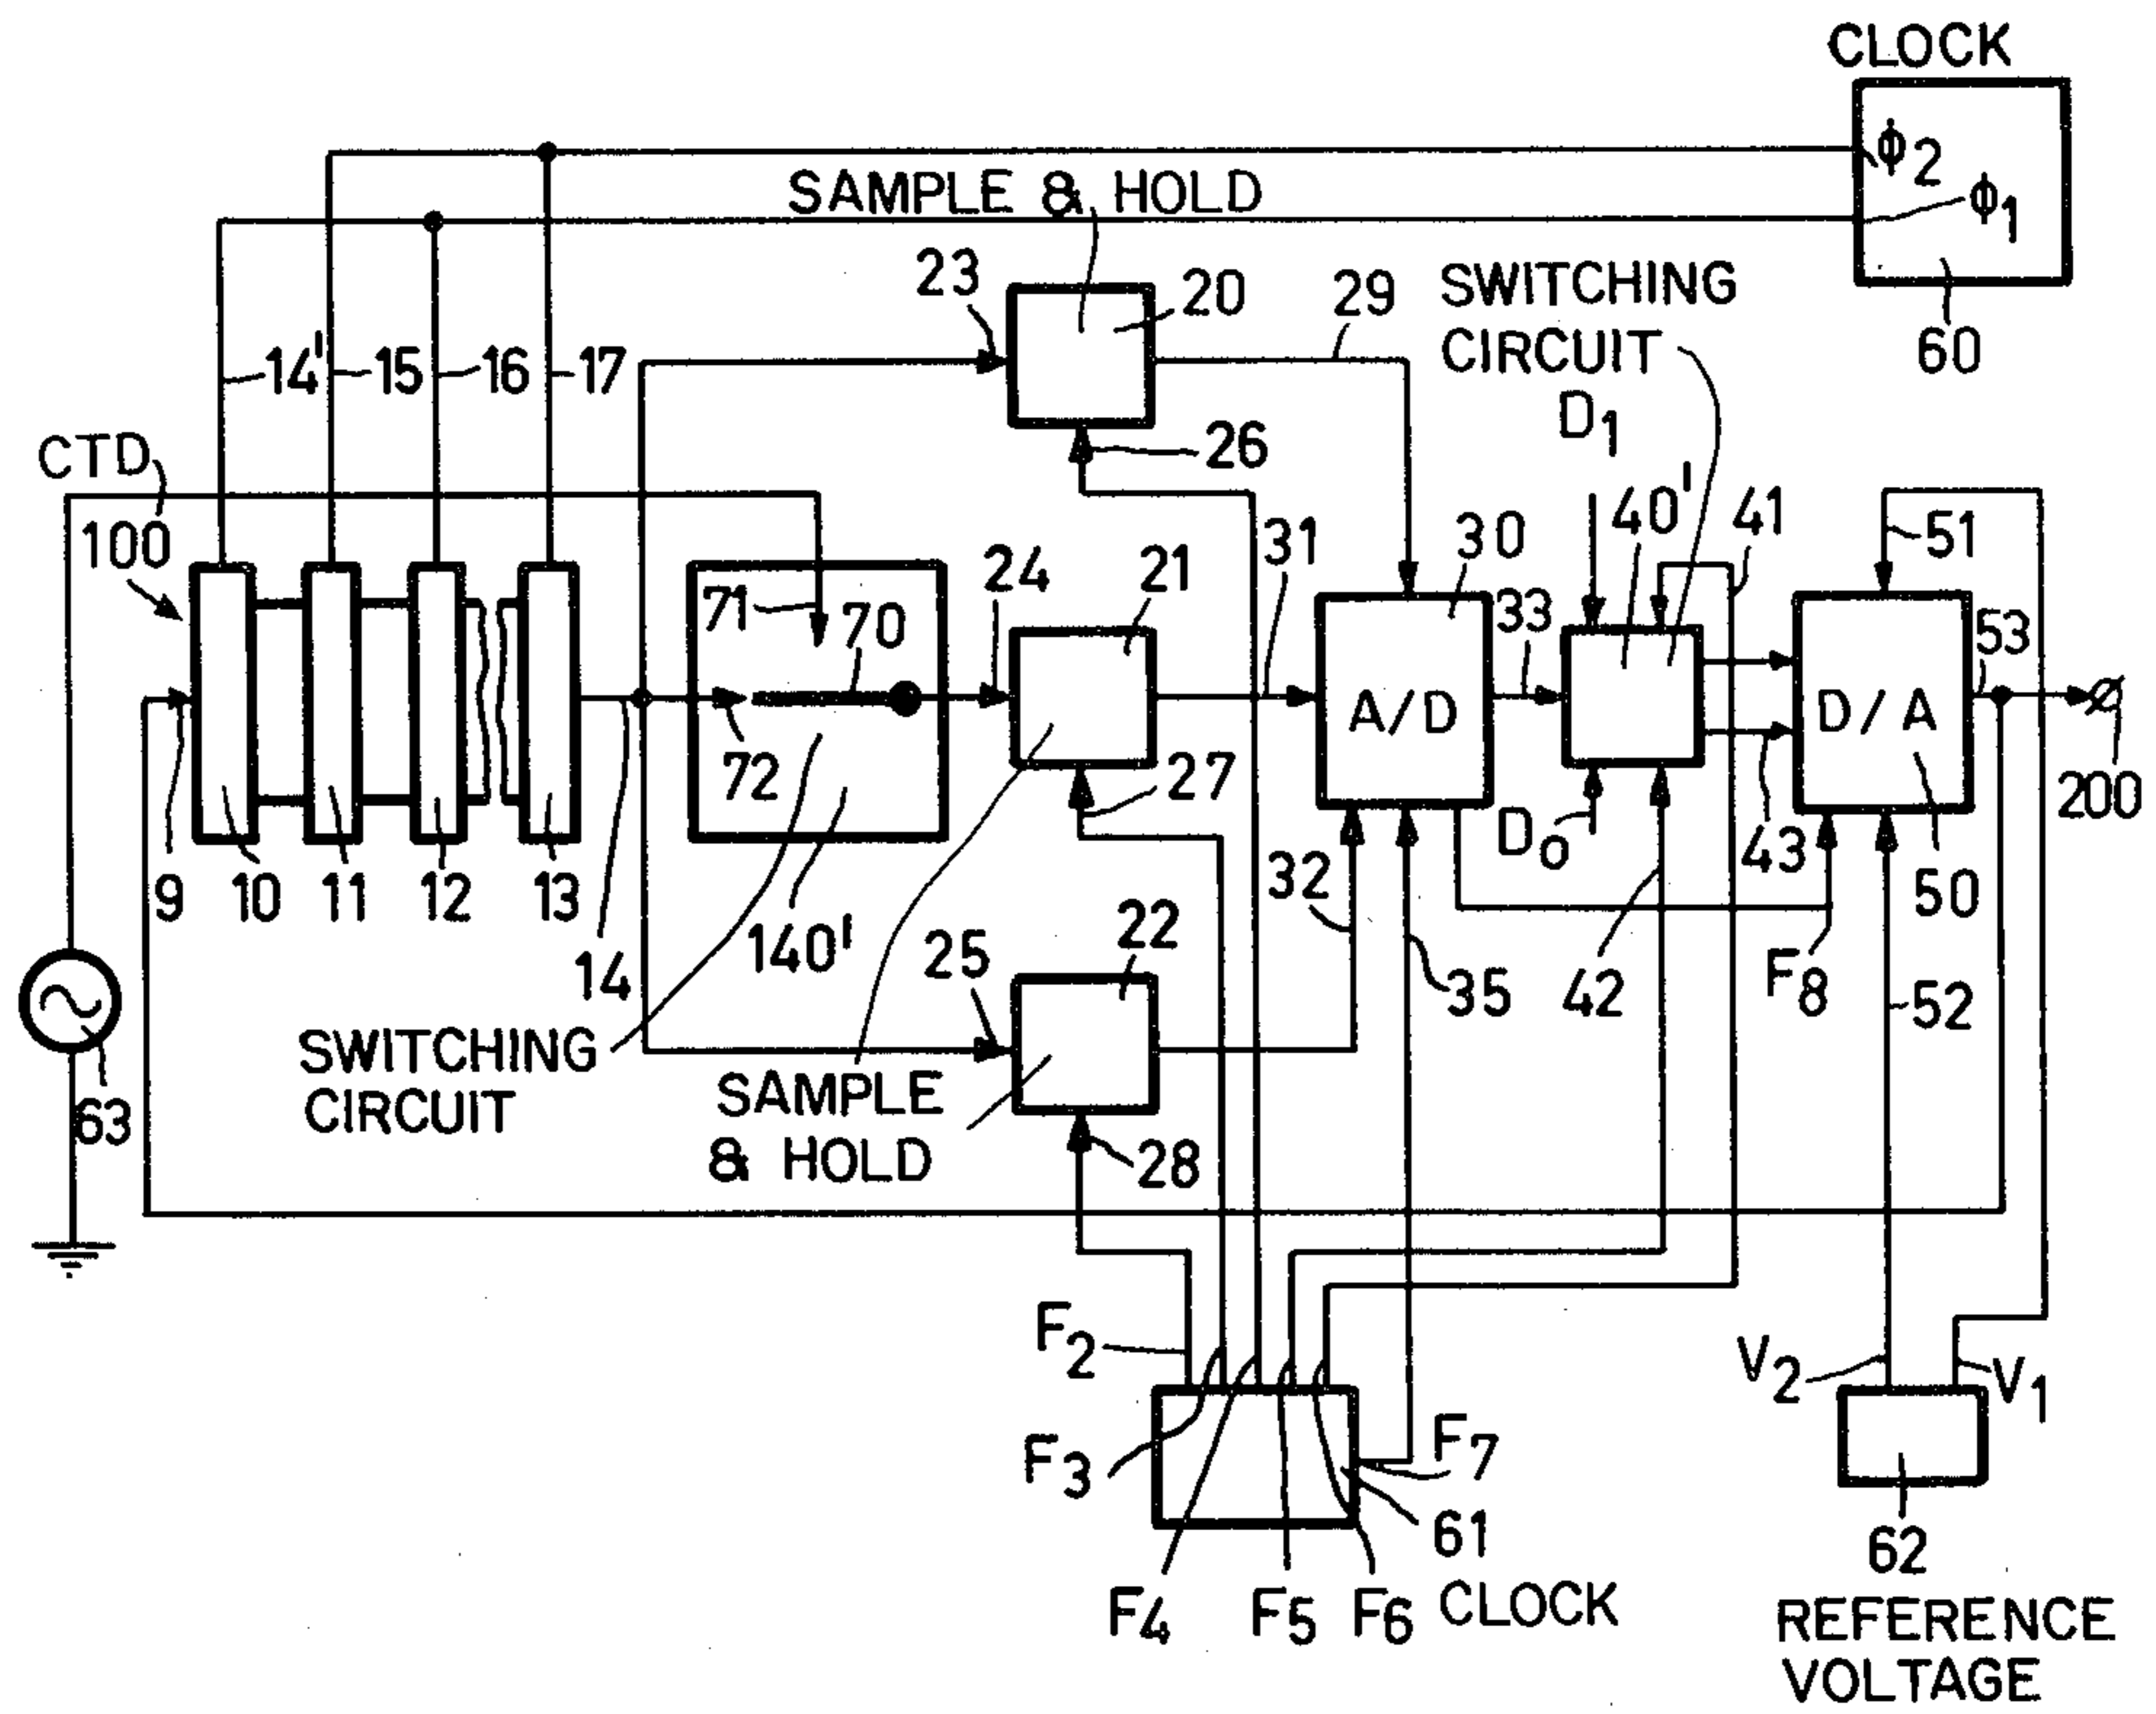 CLOCK
ɸ2
ɸ1
60
SAMPLE & HOLD
23
20
29
SWITCHING
CIRCUIT
D1
14'
15
16
17
26
CTD
100
40'
41
51
30
31
33
53
24
21
71
70
72
A/D
D/A
200
27
D0
43
50
9
10
11
12
13
14
140'
32
22
25
35
42
F8
52
SWITCHING
CIRCUIT
SAMPLE
& HOLD
63
28
F2
V2
V1
F3
F7
61
62
F4
F5
F6
CLOCK
REFERENCE
VOLTAGE